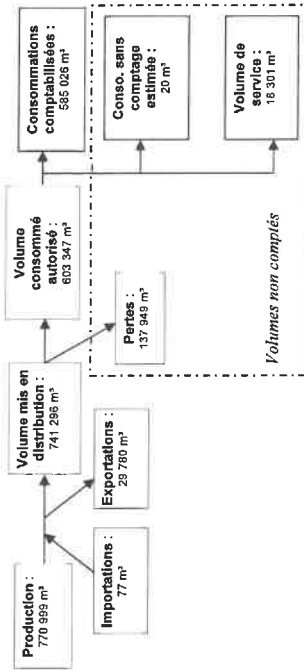 Production :
770 999 m³
Importations :
77 m³
Exportations :
29 780 m³
Volume mis en
distribution :
741 296 m³
Pertes :
137 949 m³
Volume
consommé
autorisé :
603 347 m³
Consommations
comptabilisées :
585 026 m³
Conso. sans
comptage
estimée :
20 m³
Volume de
service :
18 301 m³
Volumes non comptés